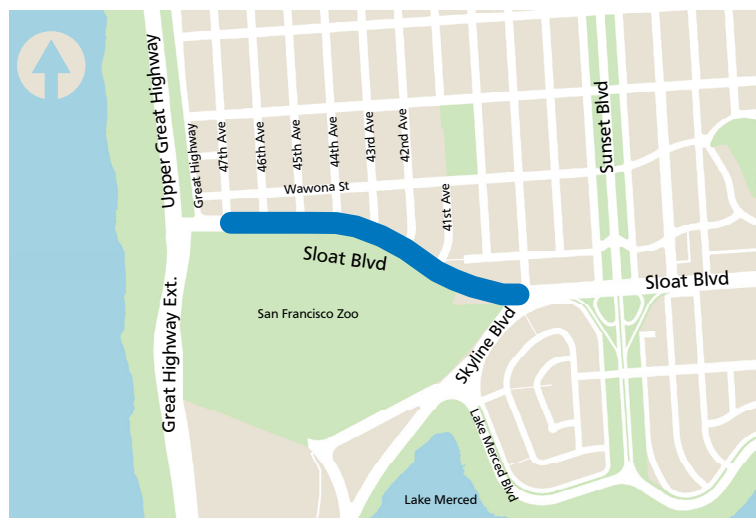 Upper Great Highway
Great Highway
47th Ave
46th Ave
45th Ave
44th Ave
43rd Ave
42nd Ave
41st Ave
Sunset Blvd
Wawona St
Sloat Blvd
Sloat Blvd
San Francisco Zoo
Great Highway Ext.
Skyline Blvd
Lake Merced Blvd
Lake Merced